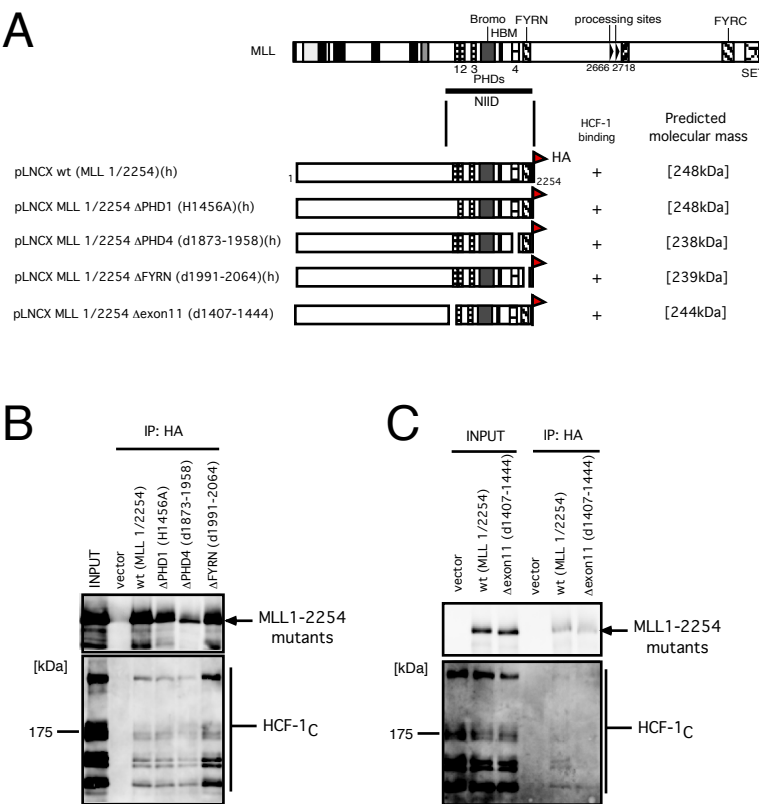 A
Bromo FYRN processing sites FYRC
HBM
MLL
12 3 4 2666 2718 SET
PHDs
NIID
HCF-1 binding
Predicted molecular mass
HA
pLNCX wt (MLL 1/2254)(h) 1 2254 + [248kDa]
pLNCX MLL 1/2254 ΔPHD1 (H1456A)(h) + [248kDa]
pLNCX MLL 1/2254 ΔPHD4 (d1873-1958)(h) + [238kDa]
pLNCX MLL 1/2254 ΔFYRN (d1991-2064)(h) + [239kDa]
pLNCX MLL 1/2254 Δexon11 (d1407-1444) + [244kDa]
B
IP: HA
INPUT
vector
wt (MLL 1/2254)
ΔPHD1 (H1456A)
ΔPHD4 (d1873-1958)
ΔFYRN (d1991-2064)
MLL1-2254
mutants
[kDa]
175
HCF-1C
C
INPUT IP: HA
vector
wt (MLL 1/2254)
Δexon11 (d1407-1444)
vector
wt (MLL 1/2254)
Δexon11 (d1407-1444)
MLL1-2254
mutants
[kDa]
175
HCF-1C